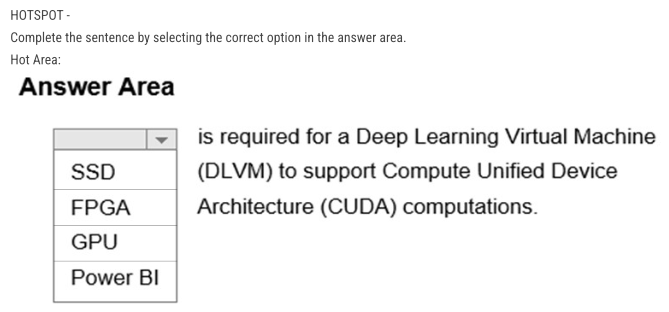 HOTSPOT -
Complete the sentence by selecting the correct option in the answer area.
Hot Area:
Answer Area
is required for a Deep Learning Virtual Machine
(DLVM) to support Compute Unified Device
Architecture (CUDA) computations.
SSD
FPGA
GPU
Power BI